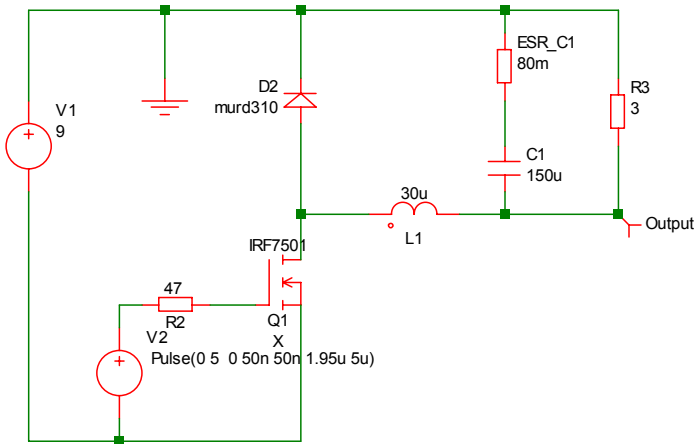 ESR_C1
80m
D2
murd310
R3
3
V1
9
C1
150u
30u
L1
Output
IRF7501
47
R2
Q1
X
V2
Pulse(0 5 0 50n 50n 1.95u 5u)